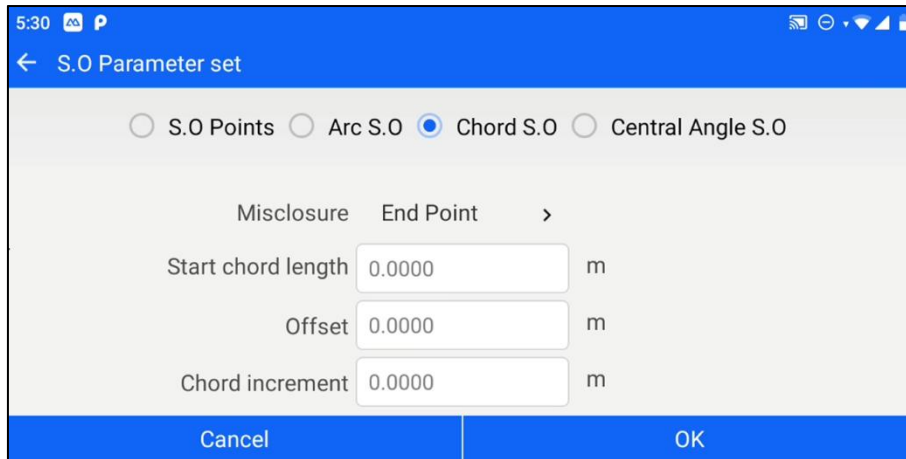 5:30 P
S.O Parameter set
S.O Points Arc S.O Chord S.O Central Angle S.O
Misclosure End Point >
Start chord length 0.0000 m
Offset 0.0000 m
Chord increment 0.0000 m
Cancel OK